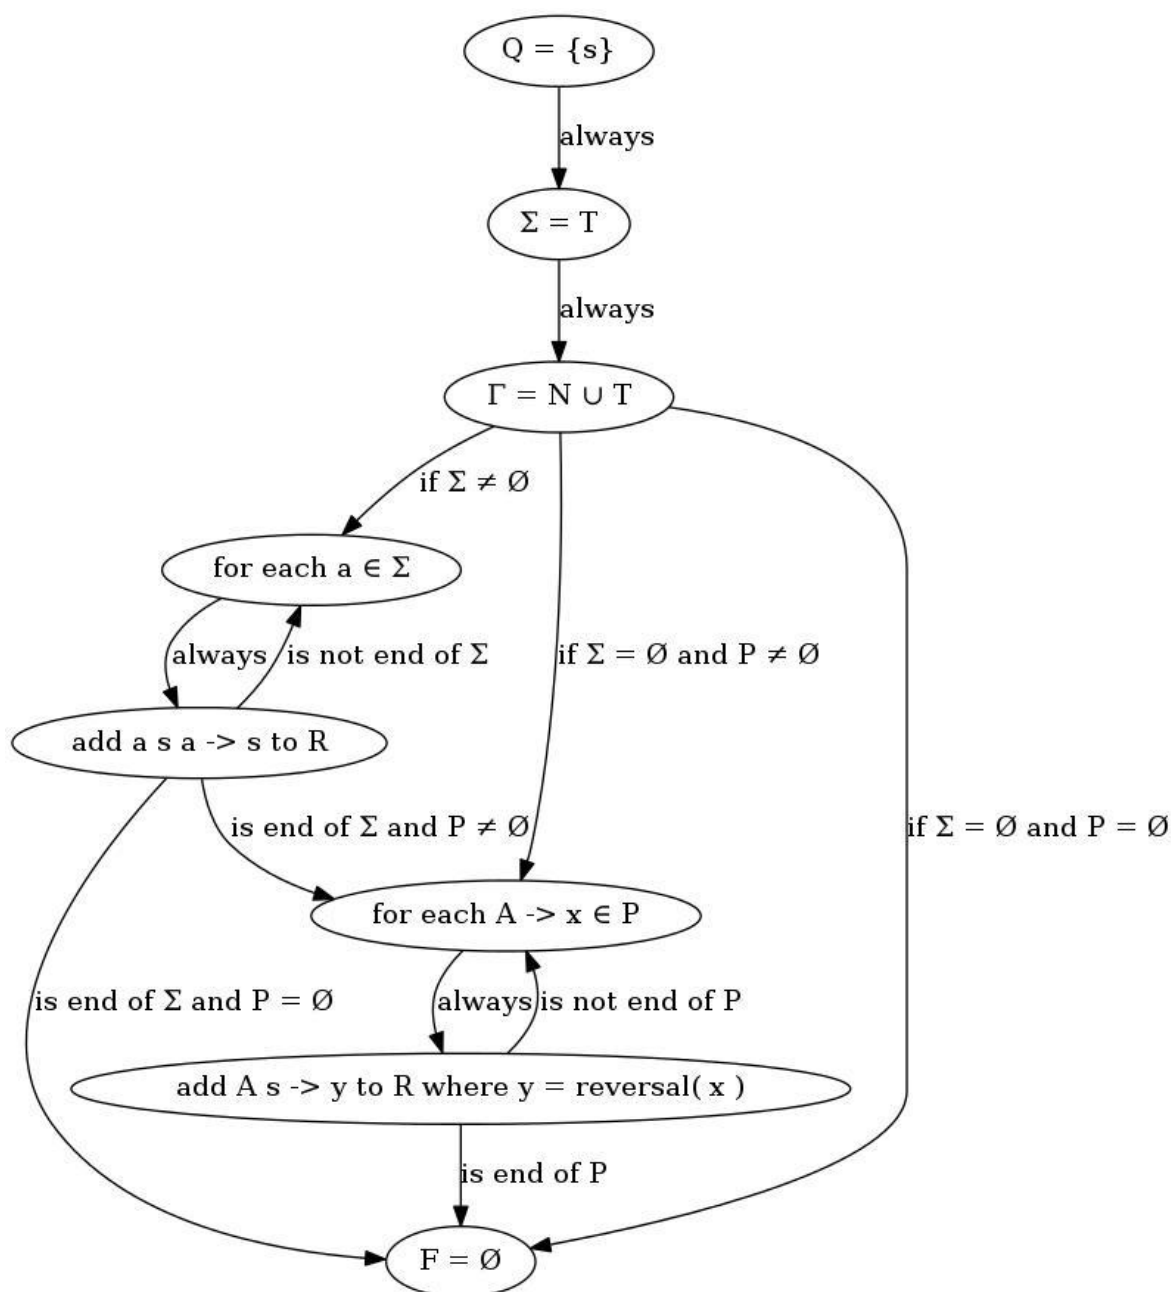 Q = {s}
always
Σ = T
always
Γ = N ∪ T
if Σ ≠ Ø
for each a ∈ Σ
always
is not end of Σ
if Σ = Ø and P ≠ Ø
add a s a -> s to R
is end of Σ and P ≠ Ø
if Σ = Ø and P = Ø
for each A -> x ∈ P
is end of Σ and P = Ø
always
is not end of P
add A s -> y to R where y = reversal( x )
is end of P
F = Ø